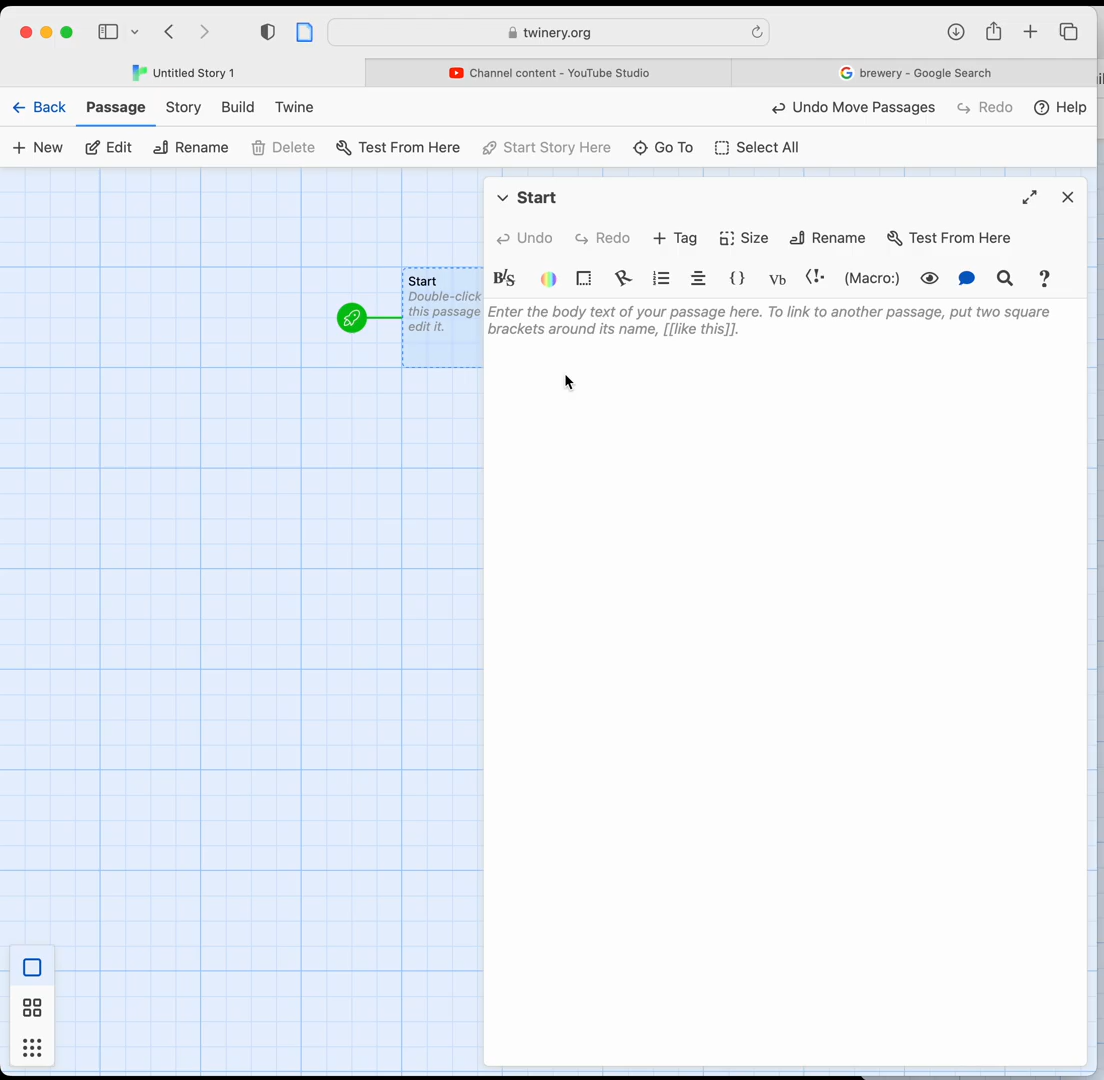 twinery.org
Untitled Story 1
Channel content - YouTube Studio
brewery - Google Search
Back Passage Story Build Twine Undo Move Passages Redo Help
New Edit Rename Delete Test From Here Start Story Here Go To Select All
Start
Undo Redo + Tag Size Rename Test From Here
BIS Vb (Macro:) ?
Start
Double-click
this passage
edit it.
Enter the body text of your passage here. To link to another passage, put two square
brackets around its name, [[like this]].